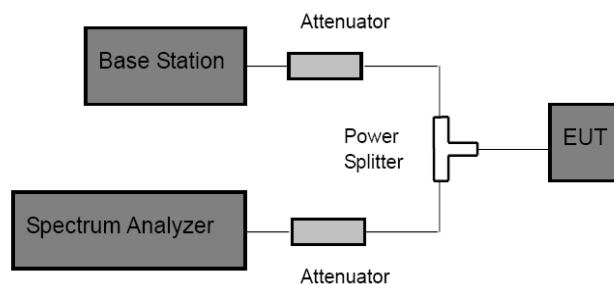 Attenuator
Base Station
Power
Splitter
EUT
Spectrum Analyzer
Attenuator